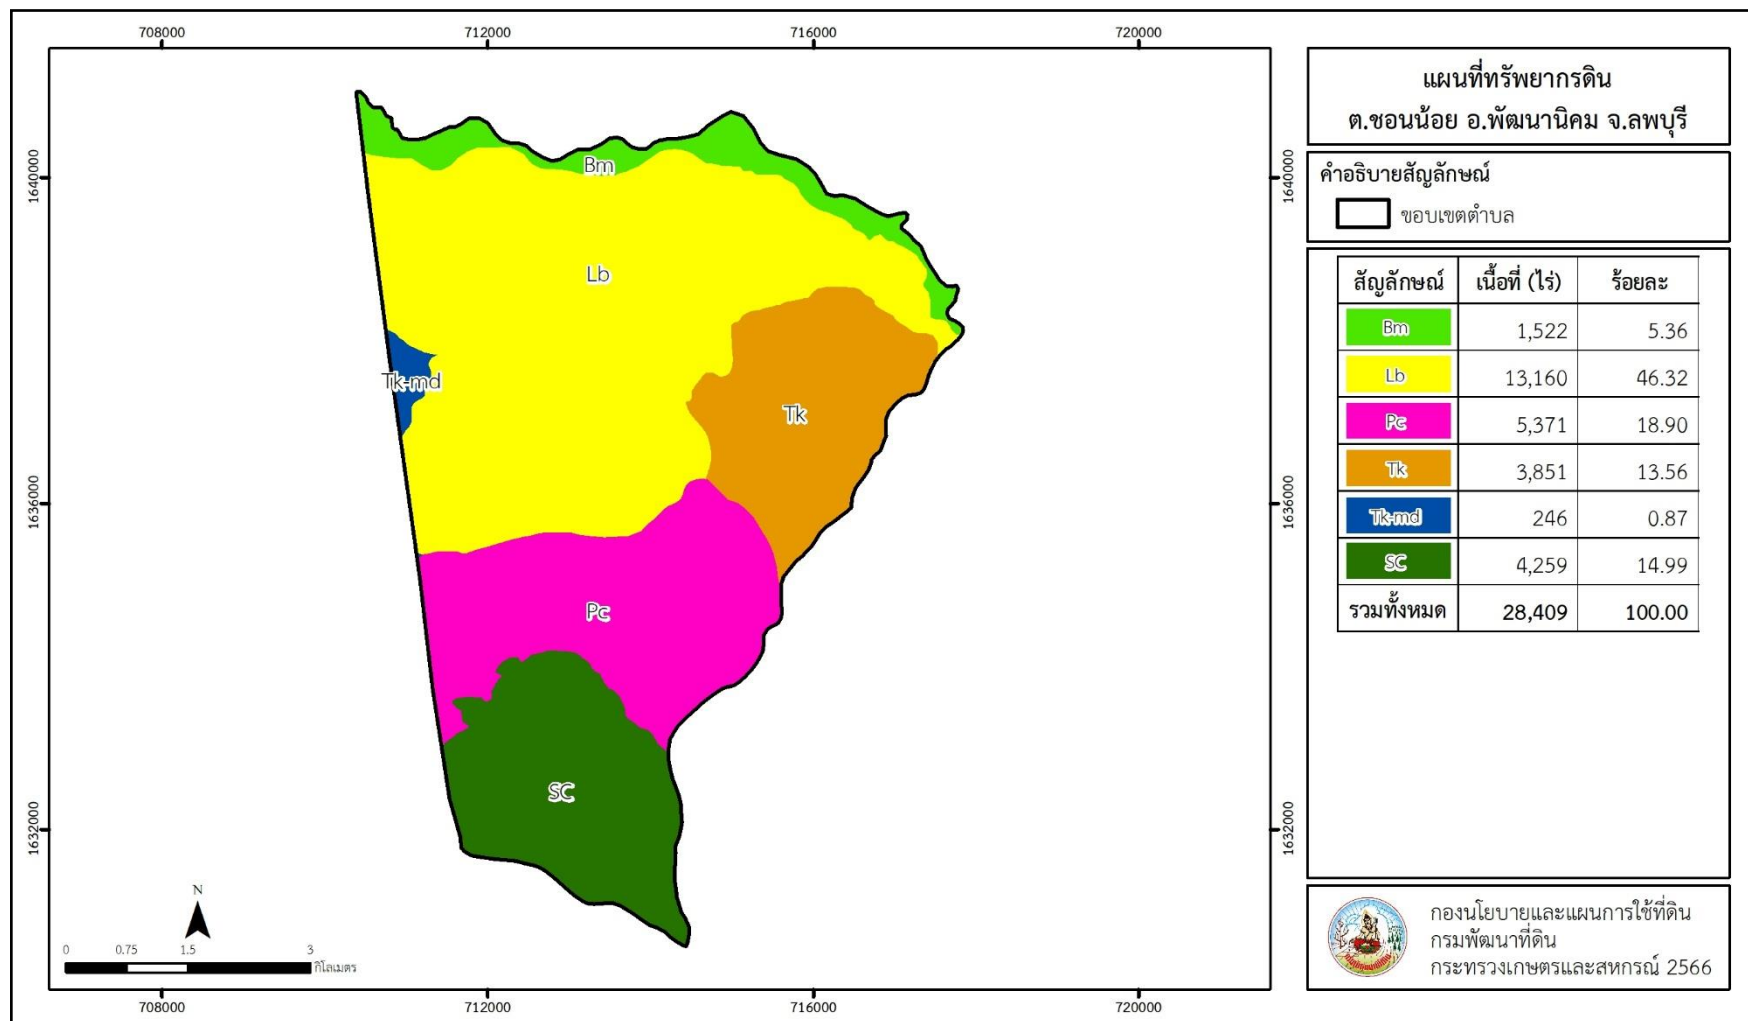 708000 712000 716000 720000
1640000 1640000
1636000 1636000
1632000 1632000
708000 712000 716000 720000
Bm
Lb
Tk-md
Tk
Pc
SC
N
0 0.75 1.5 3
กิโลเมตร
แผนที่ทรัพยากรดิน
ต.ชอนน้อย อ.พัฒนานิคม จ.ลพบุรี
คำอธิบายสัญลักษณ์
ขอบเขตตำบล
สัญลักษณ์ เนื้อที่ (ไร่) ร้อยละ
Bm 1,522 5.36
Lb 13,160 46.32
Pc 5,371 18.90
Tk 3,851 13.56
Tk-md 246 0.87
SC 4,259 14.99
รวมทั้งหมด 28,409 100.00
กองนโยบายและแผนการใช้ที่ดิน
กรมพัฒนาที่ดิน
กระทรวงเกษตรและสหกรณ์ 2566